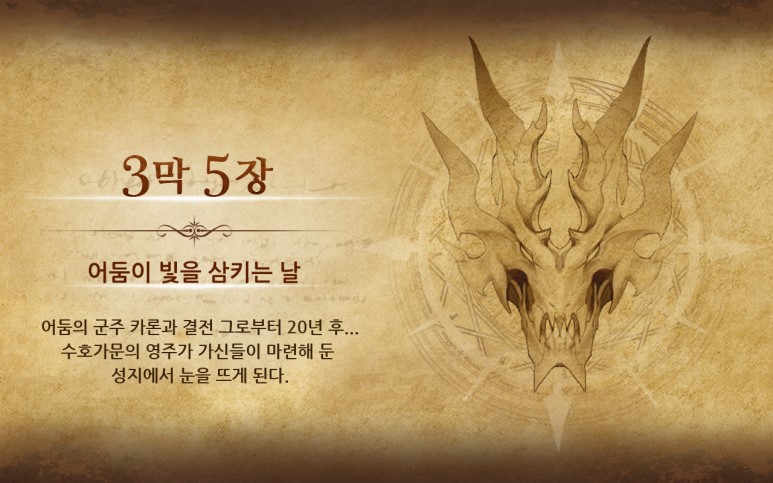 3막 5장
어둠이 빛을 삼키는 날
어둠의 군주 카론과 결전 그로부터 20년 후...
수호가문의 영주가 가신들이 마련해 둔
성지에서 눈을 뜨게 된다.